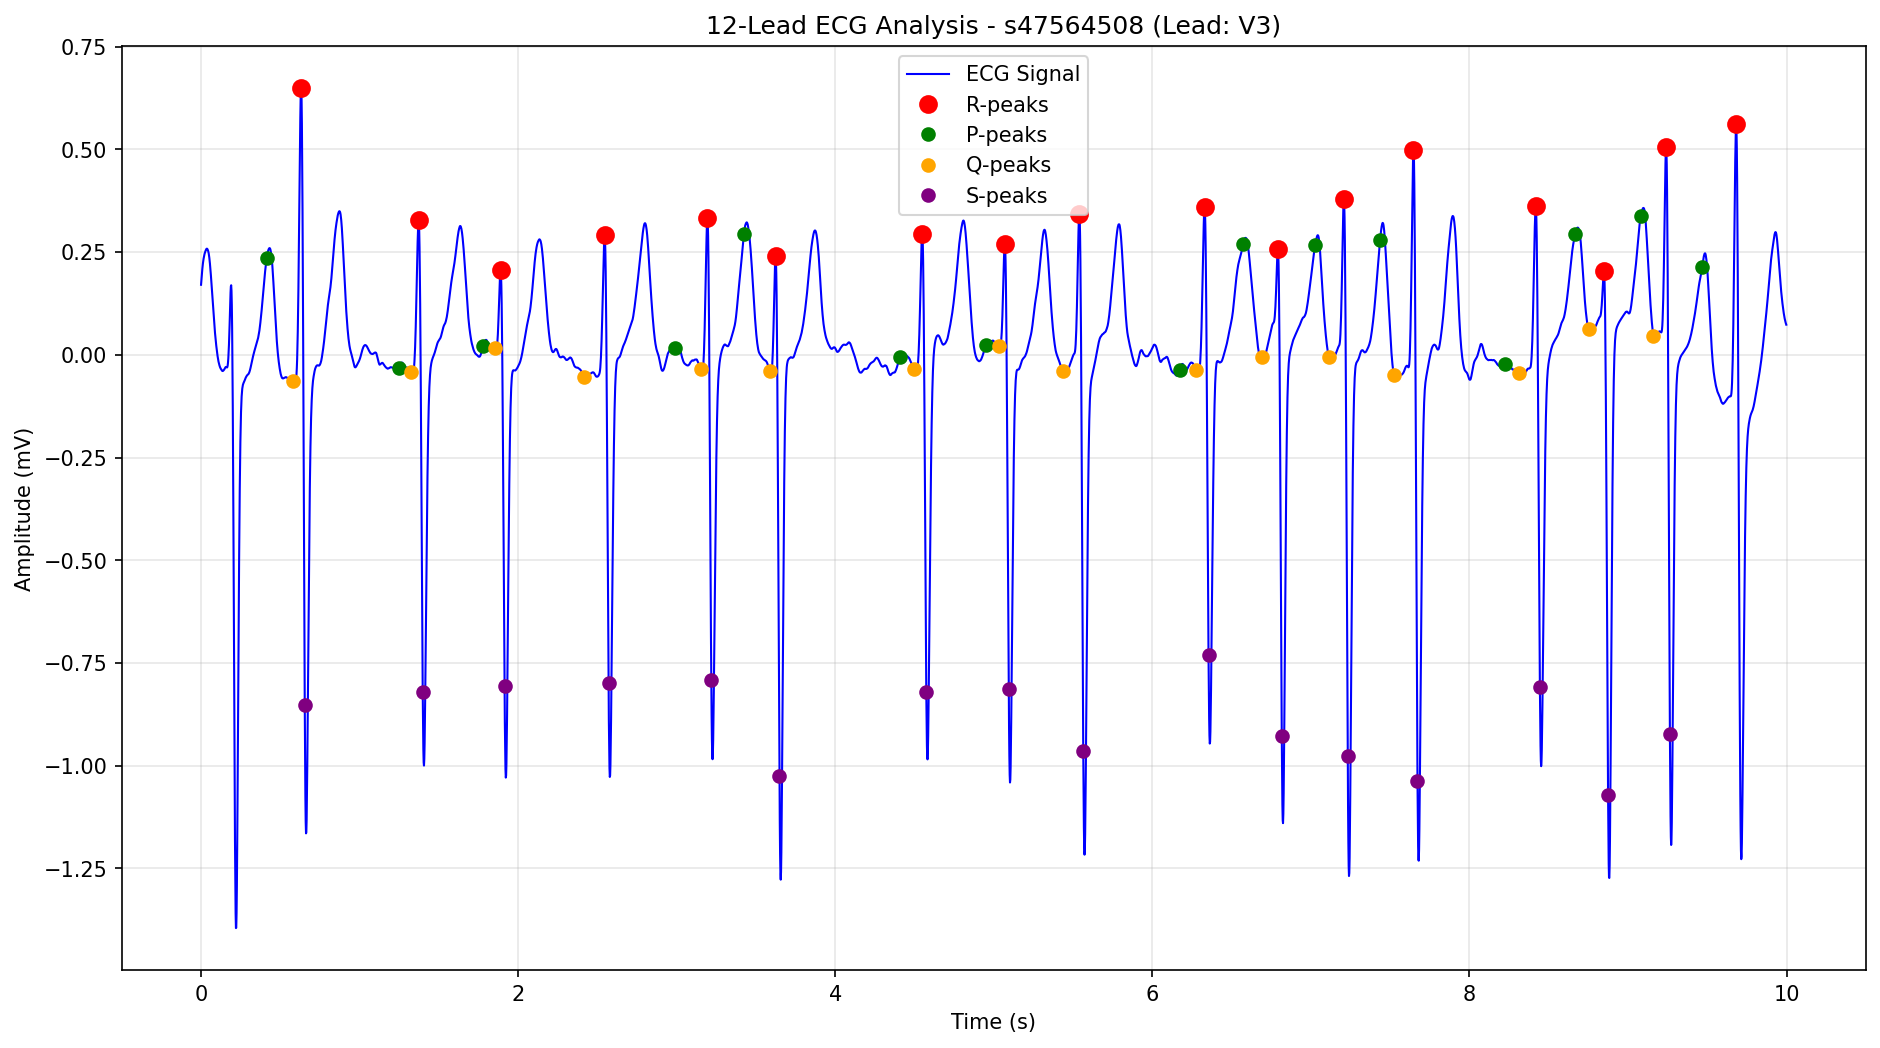 12-Lead ECG Analysis - s47564508 (Lead: V3)
ECG Signal
R-peaks
P-peaks
Q-peaks
S-peaks
Amplitude (mV)
0.75
0.50
0.25
0.00
−0.25
−0.50
−0.75
−1.00
−1.25
0 2 4 6 8 10
Time (s)